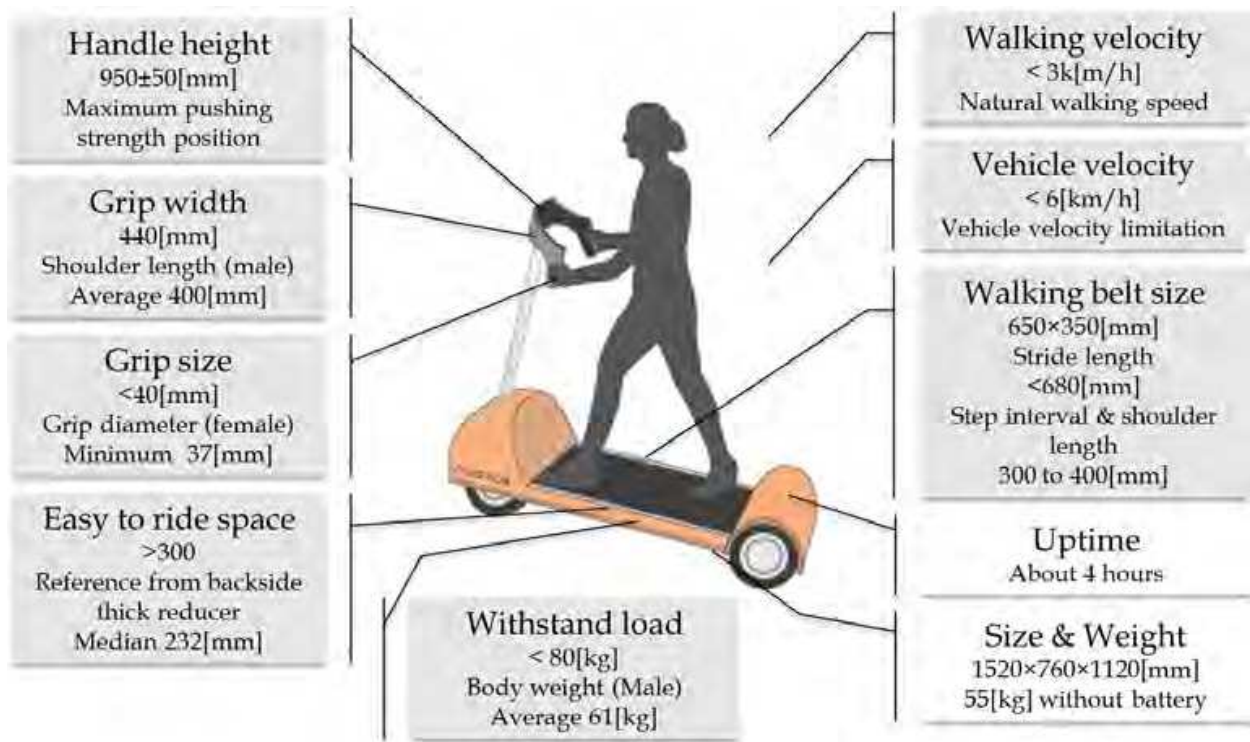 Handle height
950±50[mm]
Maximum pushing
strength position
Grip width
440[mm]
Shoulder length (male)
Average 400[mm]
Grip size
<40[mm]
Grip diameter (female)
Minimum 37[mm]
Easy to ride space
>300
Reference from backside
thick reducer
Median 232[mm]
Withstand load
< 80[kg]
Body weight (Male)
Average 61[kg]
Walking velocity
< 3k[m/h]
Natural walking speed
Vehicle velocity
< 6[km/h]
Vehicle velocity limitation
Walking belt size
650×350[mm]
Stride length
<680[mm]
Step interval & shoulder
length
300 to 400[mm]
Uptime
About 4 hours
Size & Weight
1520×760×1120[mm]
55[kg] without battery